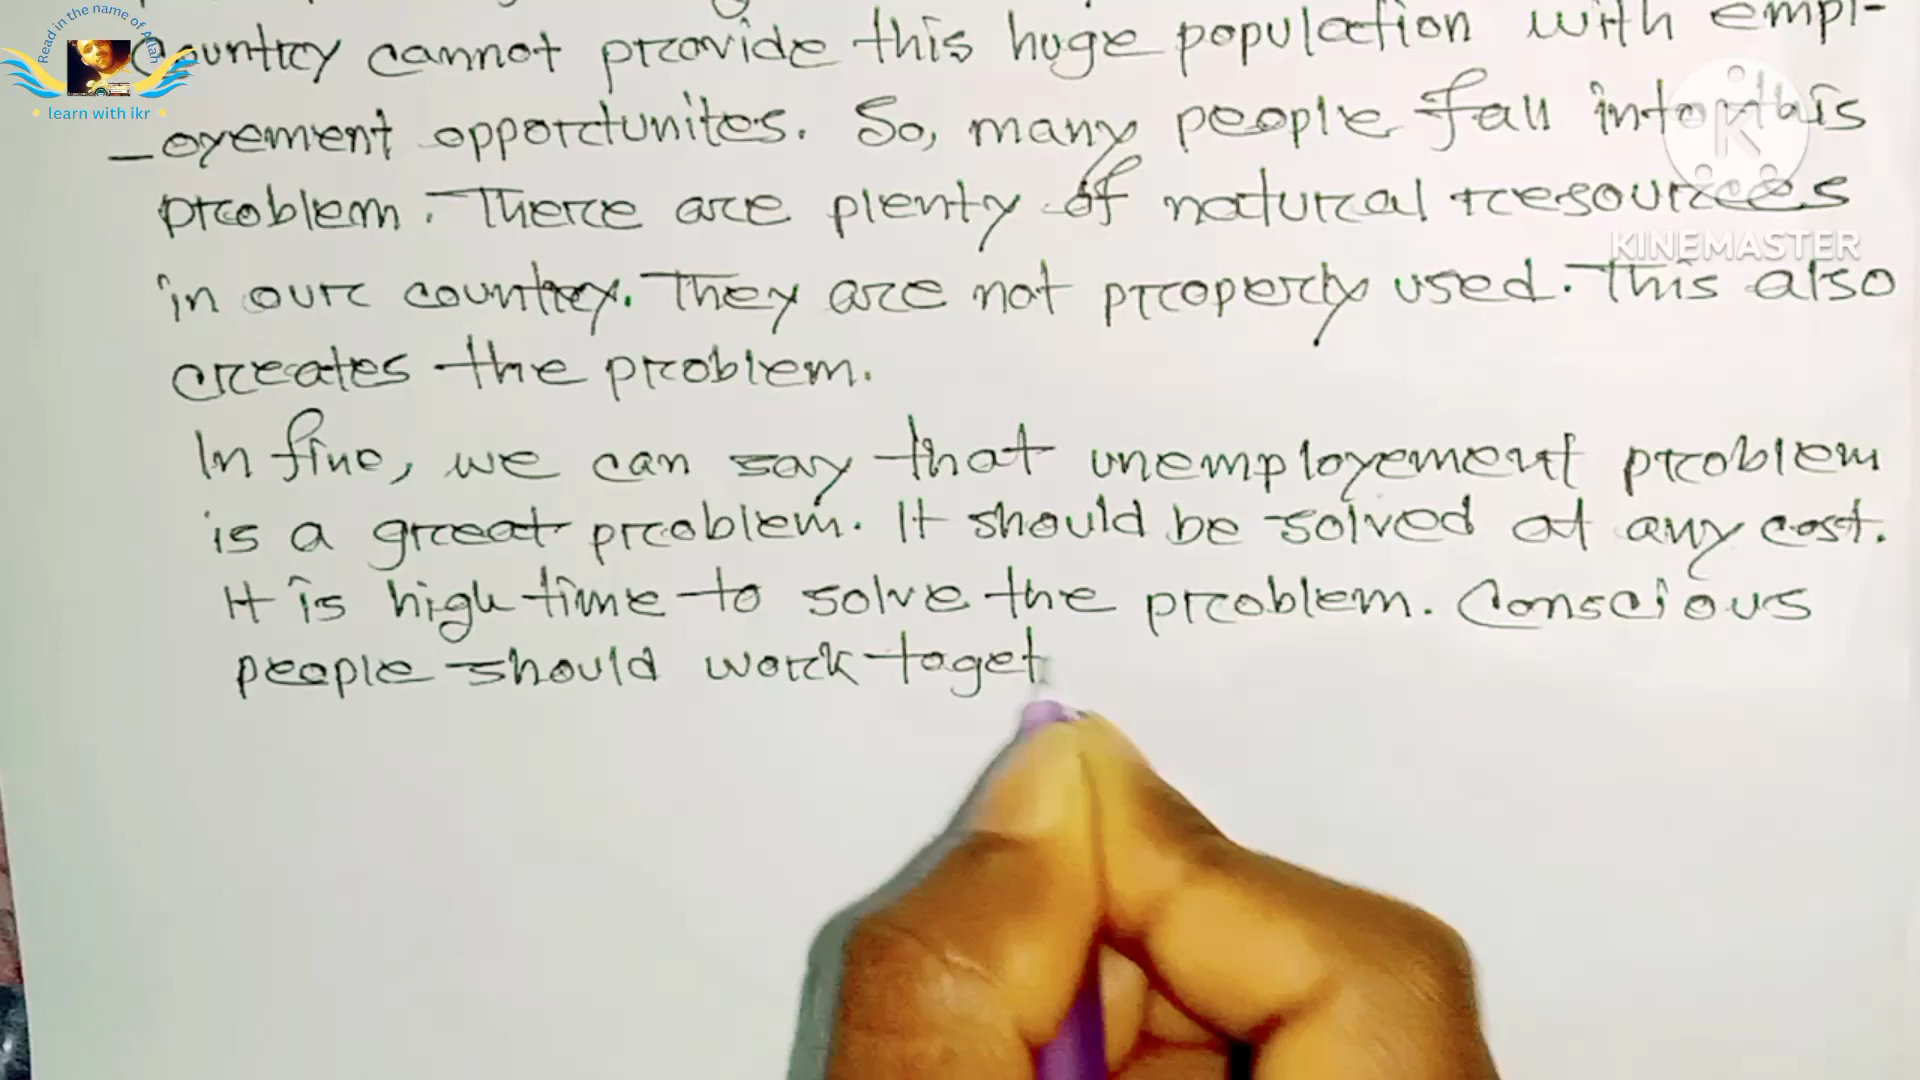 Read in the name of Allah
learn with ikr
Country cannot provide this huge population with empl-
-oyement opportunites. So, many people fall into this
problem. There are plenty of natural resources
KINEMASTER
in our country. They are not properly used. This also
creates the problem.
In fine, we can say that unemployement problem
is a great problem. It should be solved at any cost.
It is high time to solve the problem. Conscious
people should work toget